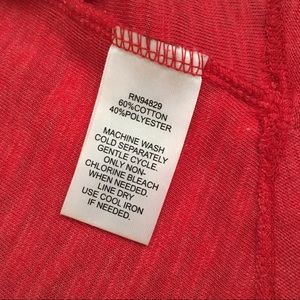 RN94829
60%COTTON
40%POLYESTER
MACHINE WASH
COLD SEPARATELY
GENTLE CYCLE.
ONLY NON-
CHLORINE BLEACH
WHEN NEEDED.
LINE DRY
USE COOL IRON
IF NEEDED.